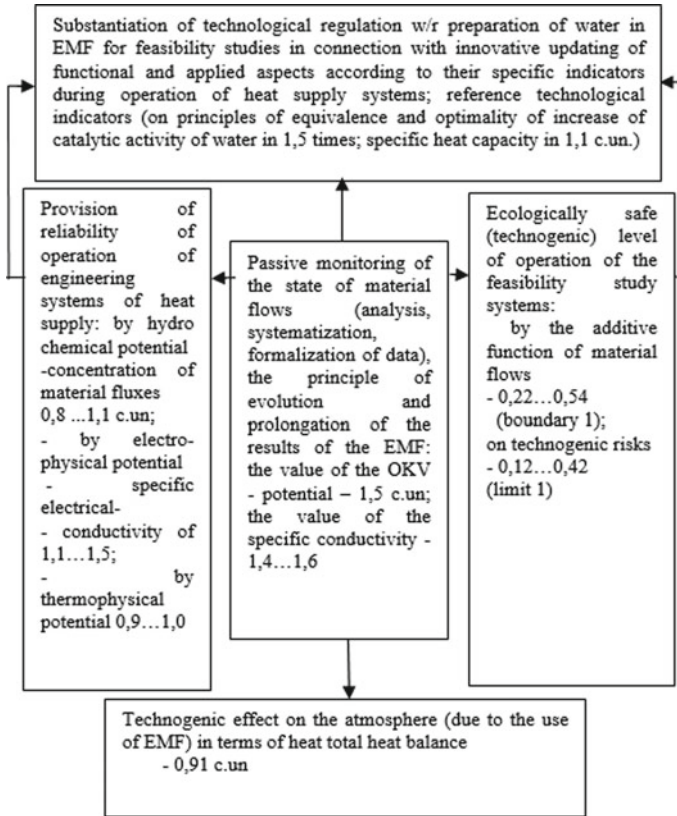 Substantiation of technological regulation w/r preparation of water in
EMF for feasibility studies in connection with innovative updating of
functional and applied aspects according to their specific indicators
during operation of heat supply systems; reference technological
indicators (on principles of equivalence and optimality of increase of
catalytic activity of water in 1,5 times; specific heat capacity in 1,1 c.un.)
Provision of
reliability of
operation of
engineering
systems of heat
supply: by hydro
chemical potential
-concentration of
material fluxes
0,8 ...1,1 c.un;
- by electro-
physical potential
- specific
electrical-
- conductivity of
1,1…1,5;
- by
thermophysical
potential 0,9…1,0
Passive monitoring of
the state of material
flows (analysis,
systematization,
formalization of data),
the principle of
evolution and
prolongation of the
results of the EMF:
the value of the OKV
- potential – 1,5 c.un;
the value of the
specific conductivity -
1,4…1,6
Ecologically safe
(technogenic) level
of operation of the
feasibility study
systems:
by the additive
function of material
flows
- 0,22…0,54
(boundary 1);
on technogenic risks
- 0,12…0,42
(limit 1)
Technogenic effect on the atmosphere (due to the use
of EMF) in terms of heat total heat balance
- 0,91 c.un